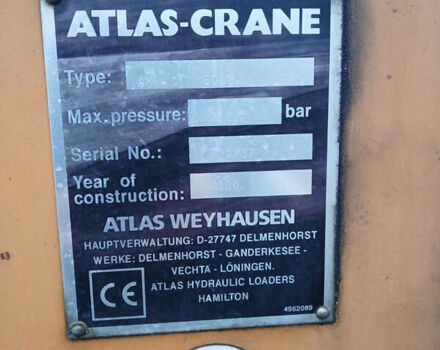 ATLAS-CRANE
Type:
Max. pressure: bar
Serial No.:
Year of
construction:
ATLAS WEYHAUSEN
HAUPTVERWALTUNG: D-27747 DELMENHORST
WERKE: DELMENHORST - GANDERKESEE -
VECHTA - LÖNINGEN.
ATLAS HYDRAULIC LOADERS
HAMILTON
CE
4962089